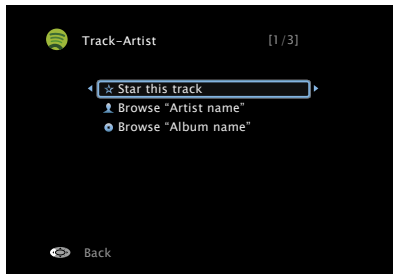 Track-Artist [1/3]
☆ Star this track
Browse “Artist name”
Browse “Album name”
Back